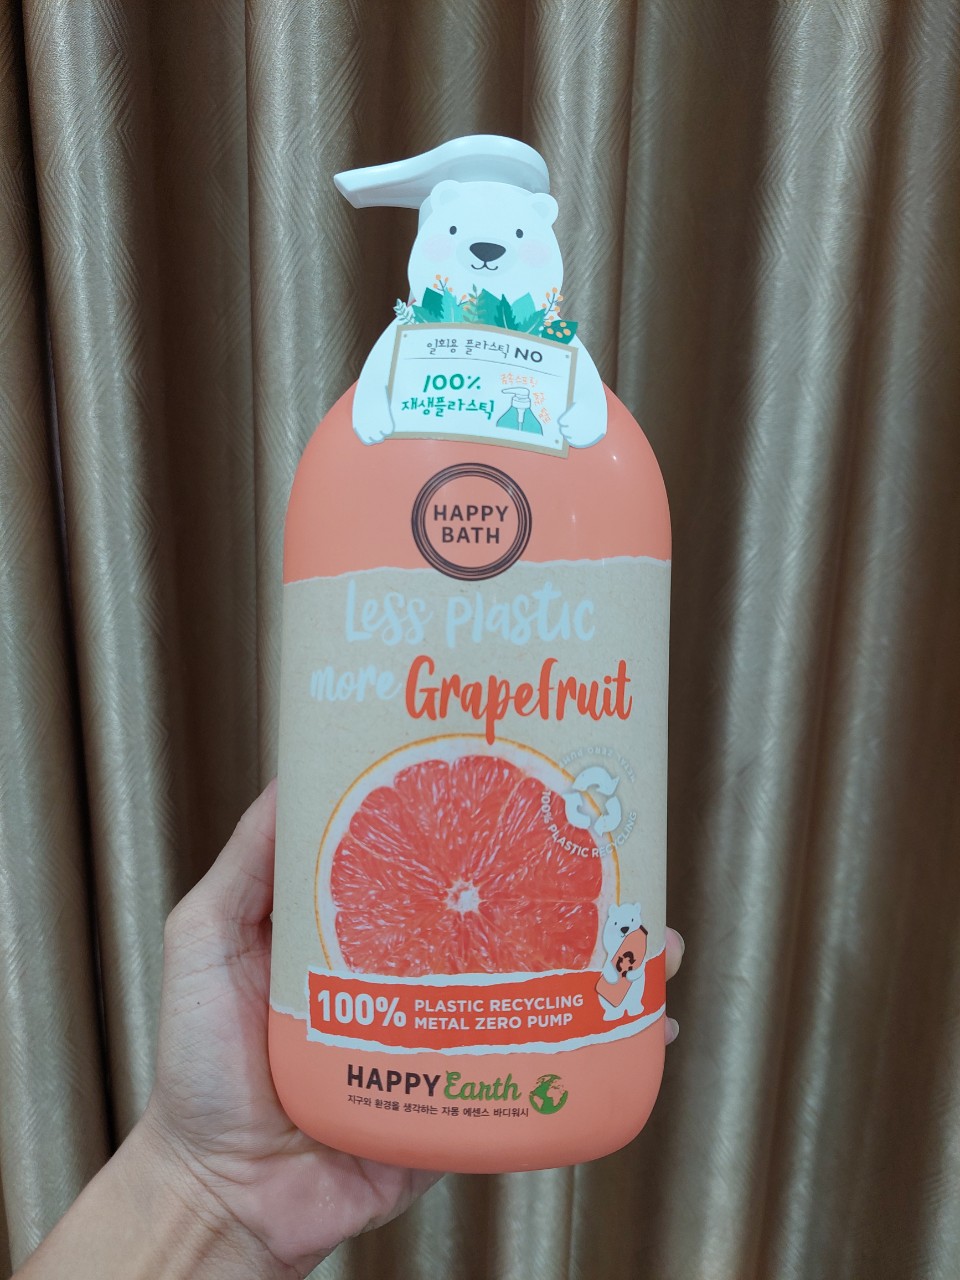 일회용 플라스틱 NO
100%
재생플라스틱
HAPPY
BATH
Less plastic
more Grapefruit
100% PLASTIC RECYCLING
100% PLASTIC RECYCLING
METAL ZERO PUMP
HAPPY Earth
지구와 환경을 생각하는 자몽 에센스 바디워시